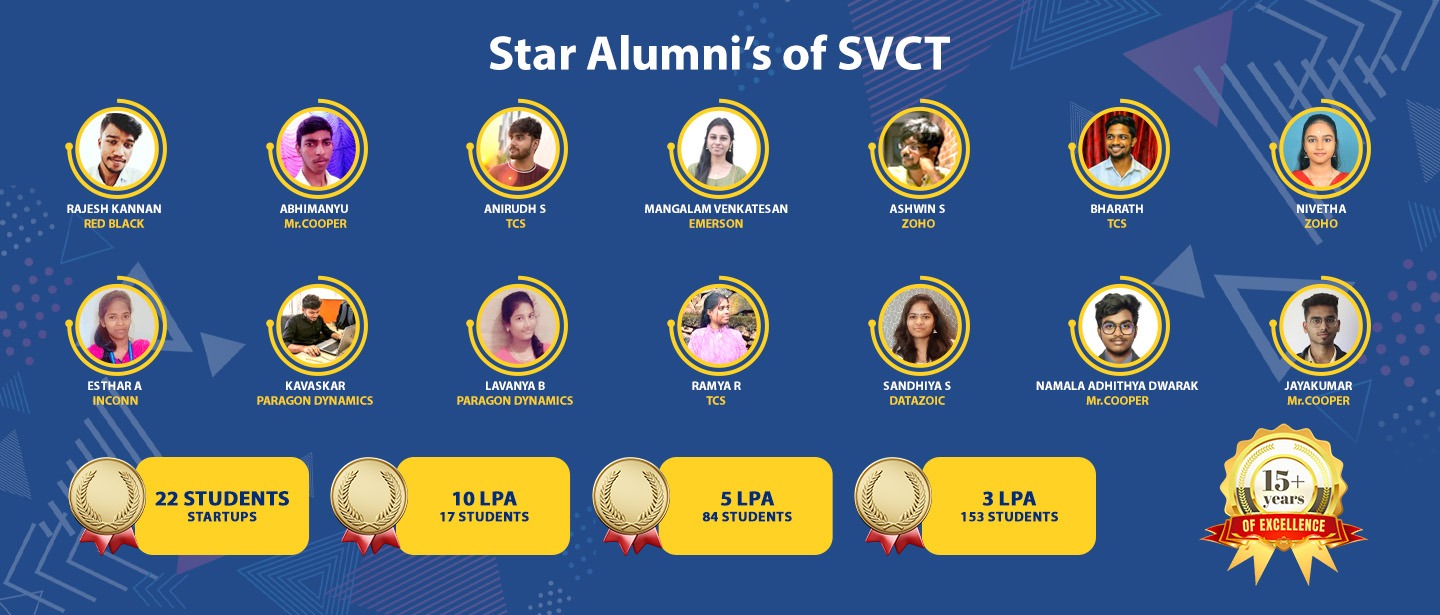 Star Alumni’s of SVCT
RAJESH KANNAN
RED BLACK
ABHIMANYU
Mr.COOPER
ANIRUDH S
TCS
MANGALAM VENKATESAN
EMERSON
ASHWIN S
ZOHO
BHARATH
TCS
NIVETHA
ZOHO
ESTHAR A
INCONN
KAVASKAR
PARAGON DYNAMICS
LAVANYA B
PARAGON DYNAMICS
RAMYA R
TCS
SANDHIYA S
DATAZOIC
NAMALA ADHITHYA DWARAK
Mr.COOPER
JAYAKUMAR
Mr.COOPER
22 STUDENTS
STARTUPS
10 LPA
17 STUDENTS
5 LPA
84 STUDENTS
3 LPA
153 STUDENTS
15+
years
OF EXCELLENCE